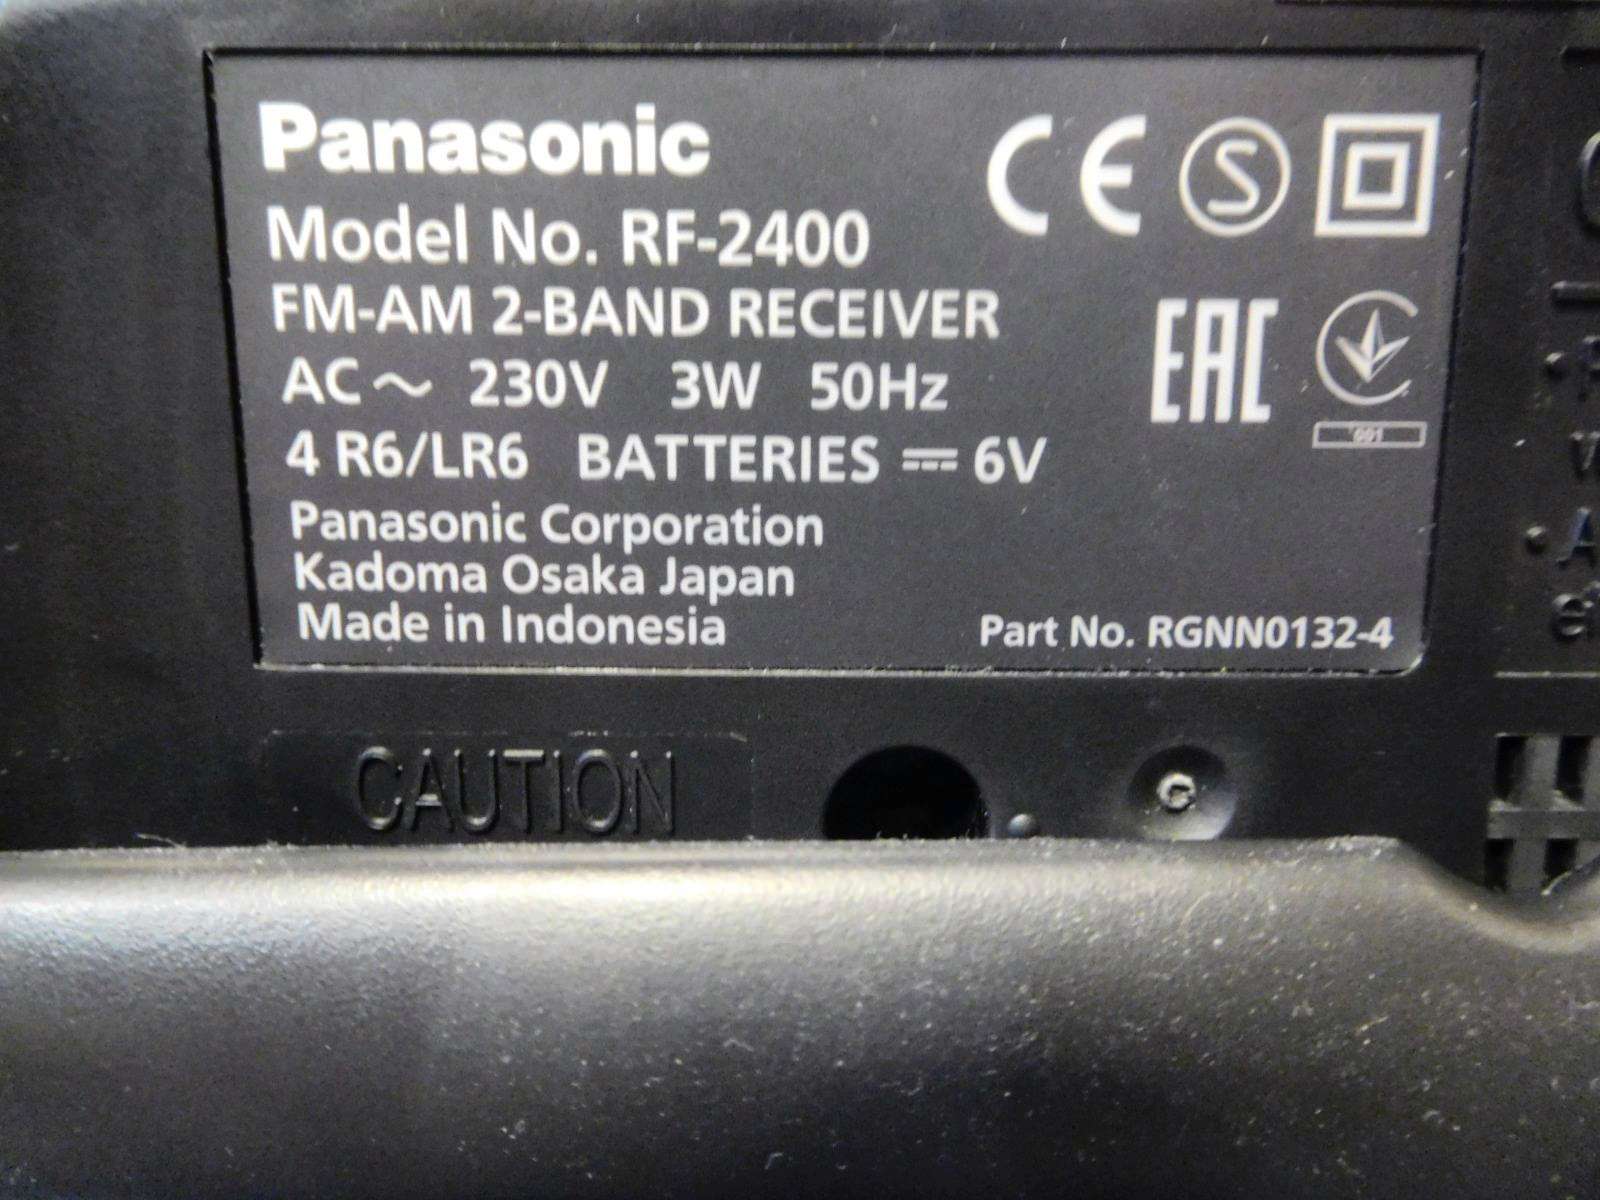 Panasonic
CE S
Model No. RF-2400
FM-AM 2-BAND RECEIVER
EAC
AC ~ 230V 3W 50Hz
4 R6/LR6 BATTERIES ⎓ 6V
Panasonic Corporation
Kadoma Osaka Japan
Made in Indonesia
Part No. RGNN0132-4
CAUTION